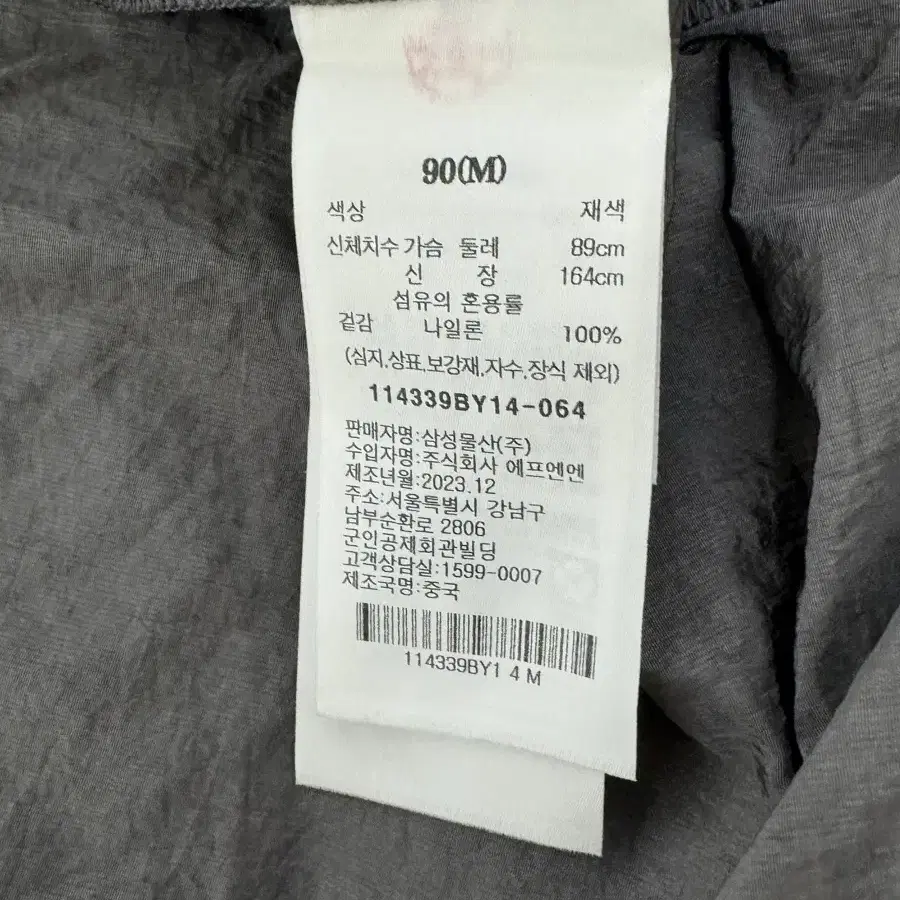 90(M)
색상 재색
신체치수 가슴 둘레 89cm
신 장 164cm
섬유의 혼용률
겉감 나일론 100%
(심지,상표,보강재,자수,장식 제외)
114339BY14-064
판매자명:삼성물산(주)
수입자명:주식회사 에프엔엔
제조년월:2023.12
주소:서울특별시 강남구
남부순환로 2806
군인공제회관빌딩
고객상담실:1599-0007
제조국명:중국
114339BY1 4 M